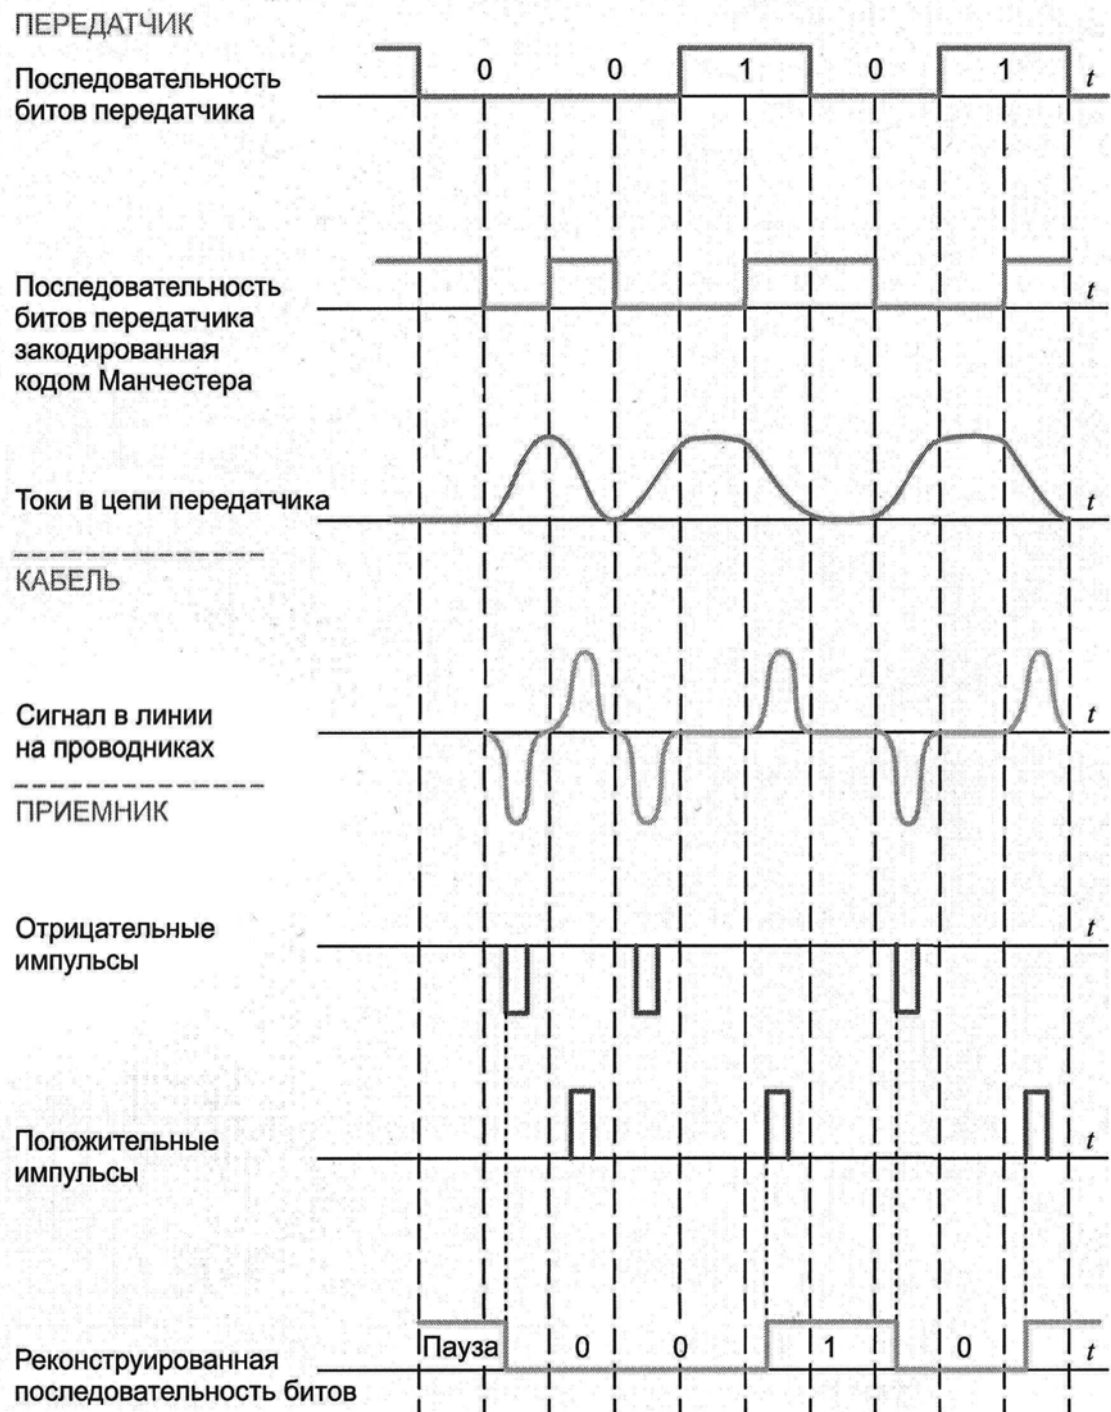 ПЕРЕДАТЧИК
Последовательность
битов передатчика
0 0 1 0 1 t
Последовательность
битов передатчика
закодированная
кодом Манчестера
t
Токи в цепи передатчика
t
КАБЕЛЬ
Сигнал в линии
на проводниках
t
ПРИЕМНИК
Отрицательные
импульсы
t
Положительные
импульсы
t
Реконструированная
последовательность битов
Пауза 0 0 1 0 t